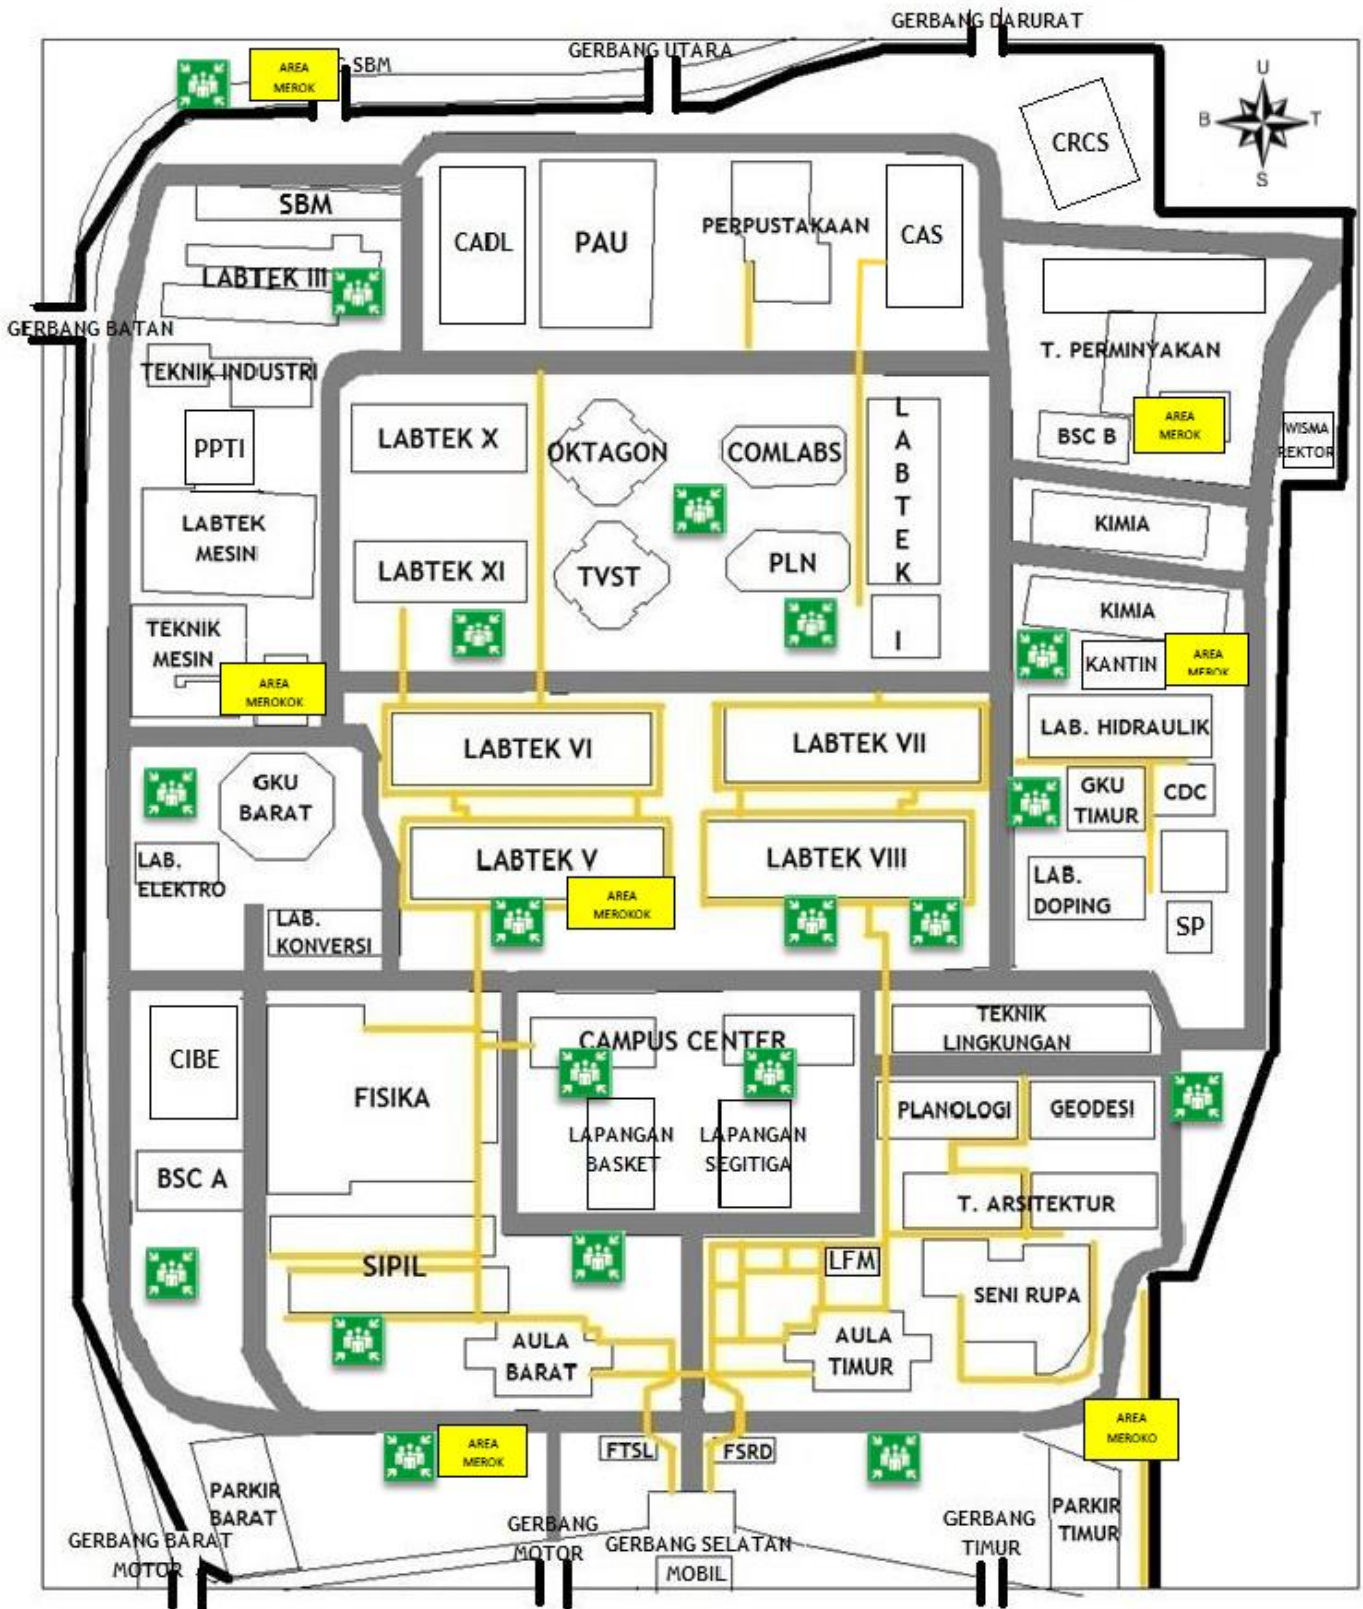 GERBANG DARURAT
GERBANG UTARA
SBM
AREA
MEROK
U
B
T
S
CRCS
SBM
CADL
PAU
PERPUSTAKAAN
CAS
LABTEK III
GERBANG BATAN
TEKNIK INDUSTRI
T. PERMINYAKAN
PPTI
LABTEK X
OKTAGON
COMLABS
LABTEK I
BSC B
AREA
MEROK
WISMA
REKTOR
LABTEK
MESIN
KIMIA
LABTEK XI
TVST
PLN
KIMIA
TEKNIK
MESIN
AREA
MEROKOK
KANTIN
AREA
MEROK
LABTEK VI
LABTEK VII
LAB. HIDRAULIK
GKU
BARAT
GKU
TIMUR
CDC
LAB.
ELEKTRO
LABTEK V
LABTEK VIII
AREA
MEROKOK
LAB.
DOPING
SP
LAB.
KONVERSI
CIBE
FISIKA
CAMPUS CENTER
TEKNIK
LINGKUNGAN
PLANOLOGI
GEODESI
LAPANGAN
BASKET
LAPANGAN
SEGITIGA
BSC A
T. ARSITEKTUR
SIPIL
LFM
SENI RUPA
AULA
BARAT
AULA
TIMUR
AREA
MEROK
FTSL
FSRD
AREA
MEROKO
PARKIR
BARAT
PARKIR
TIMUR
GERBANG BARAT
MOTOR
GERBANG
MOTOR
GERBANG SELATAN
MOBIL
GERBANG
TIMUR